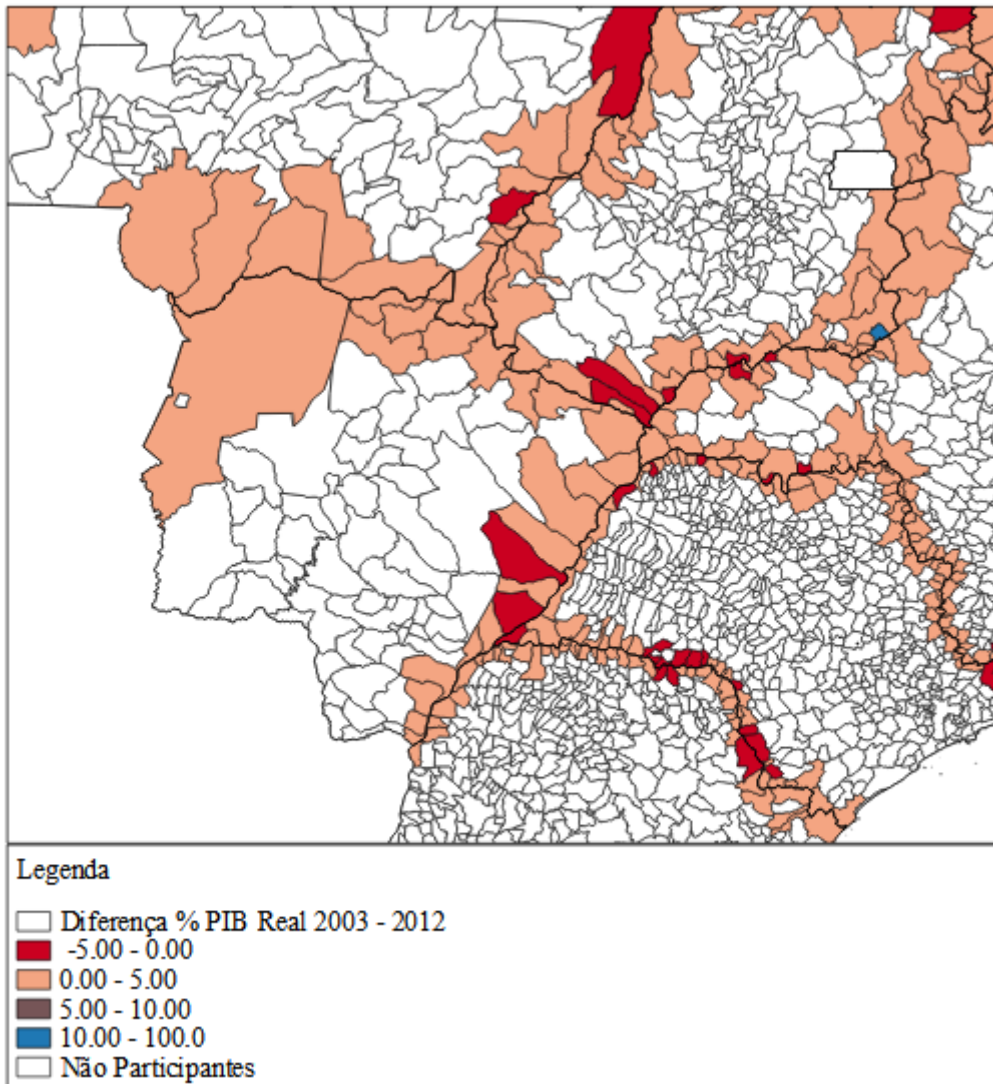 Legenda
Diferença % PIB Real 2003 - 2012
-5.00 - 0.00
0.00 - 5.00
5.00 - 10.00
10.00 - 100.0
Não Participantes